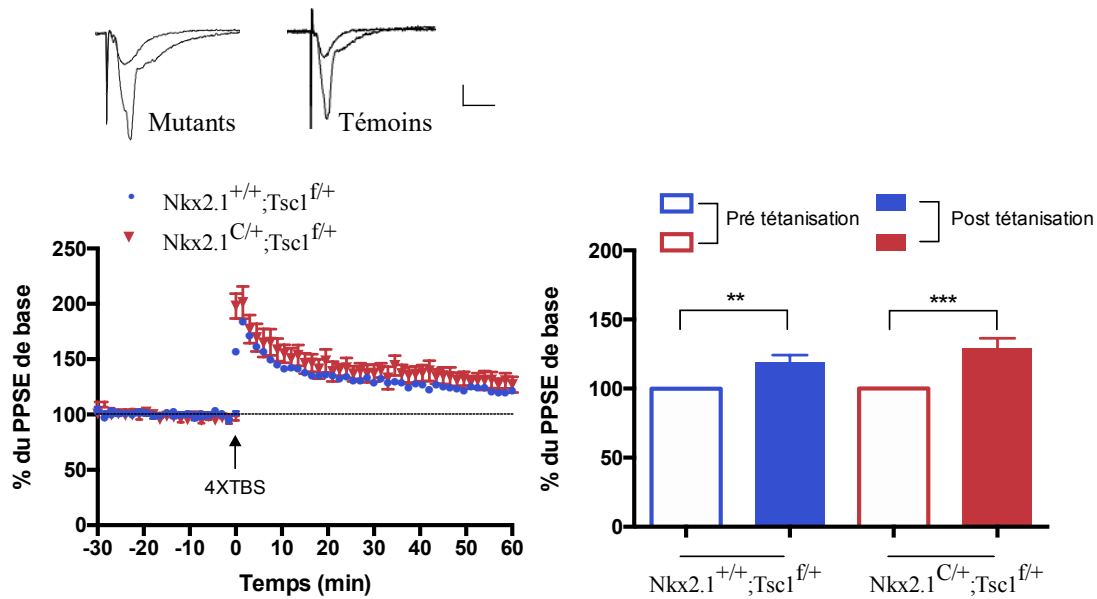 Mutants
Témoins
Nkx2.1+/+;Tsc1f/+
Nkx2.1C/+;Tsc1f/+
% du PPSE de base
250
200
150
100
50
0
4XTBS
-30 -20 -10 0 10 20 30 40 50 60
Temps (min)
Pré tétanisation
Post tétanisation
% du PPSE de base
200
150
100
50
0
**
***
Nkx2.1+/+;Tsc1f/+
Nkx2.1C/+;Tsc1f/+